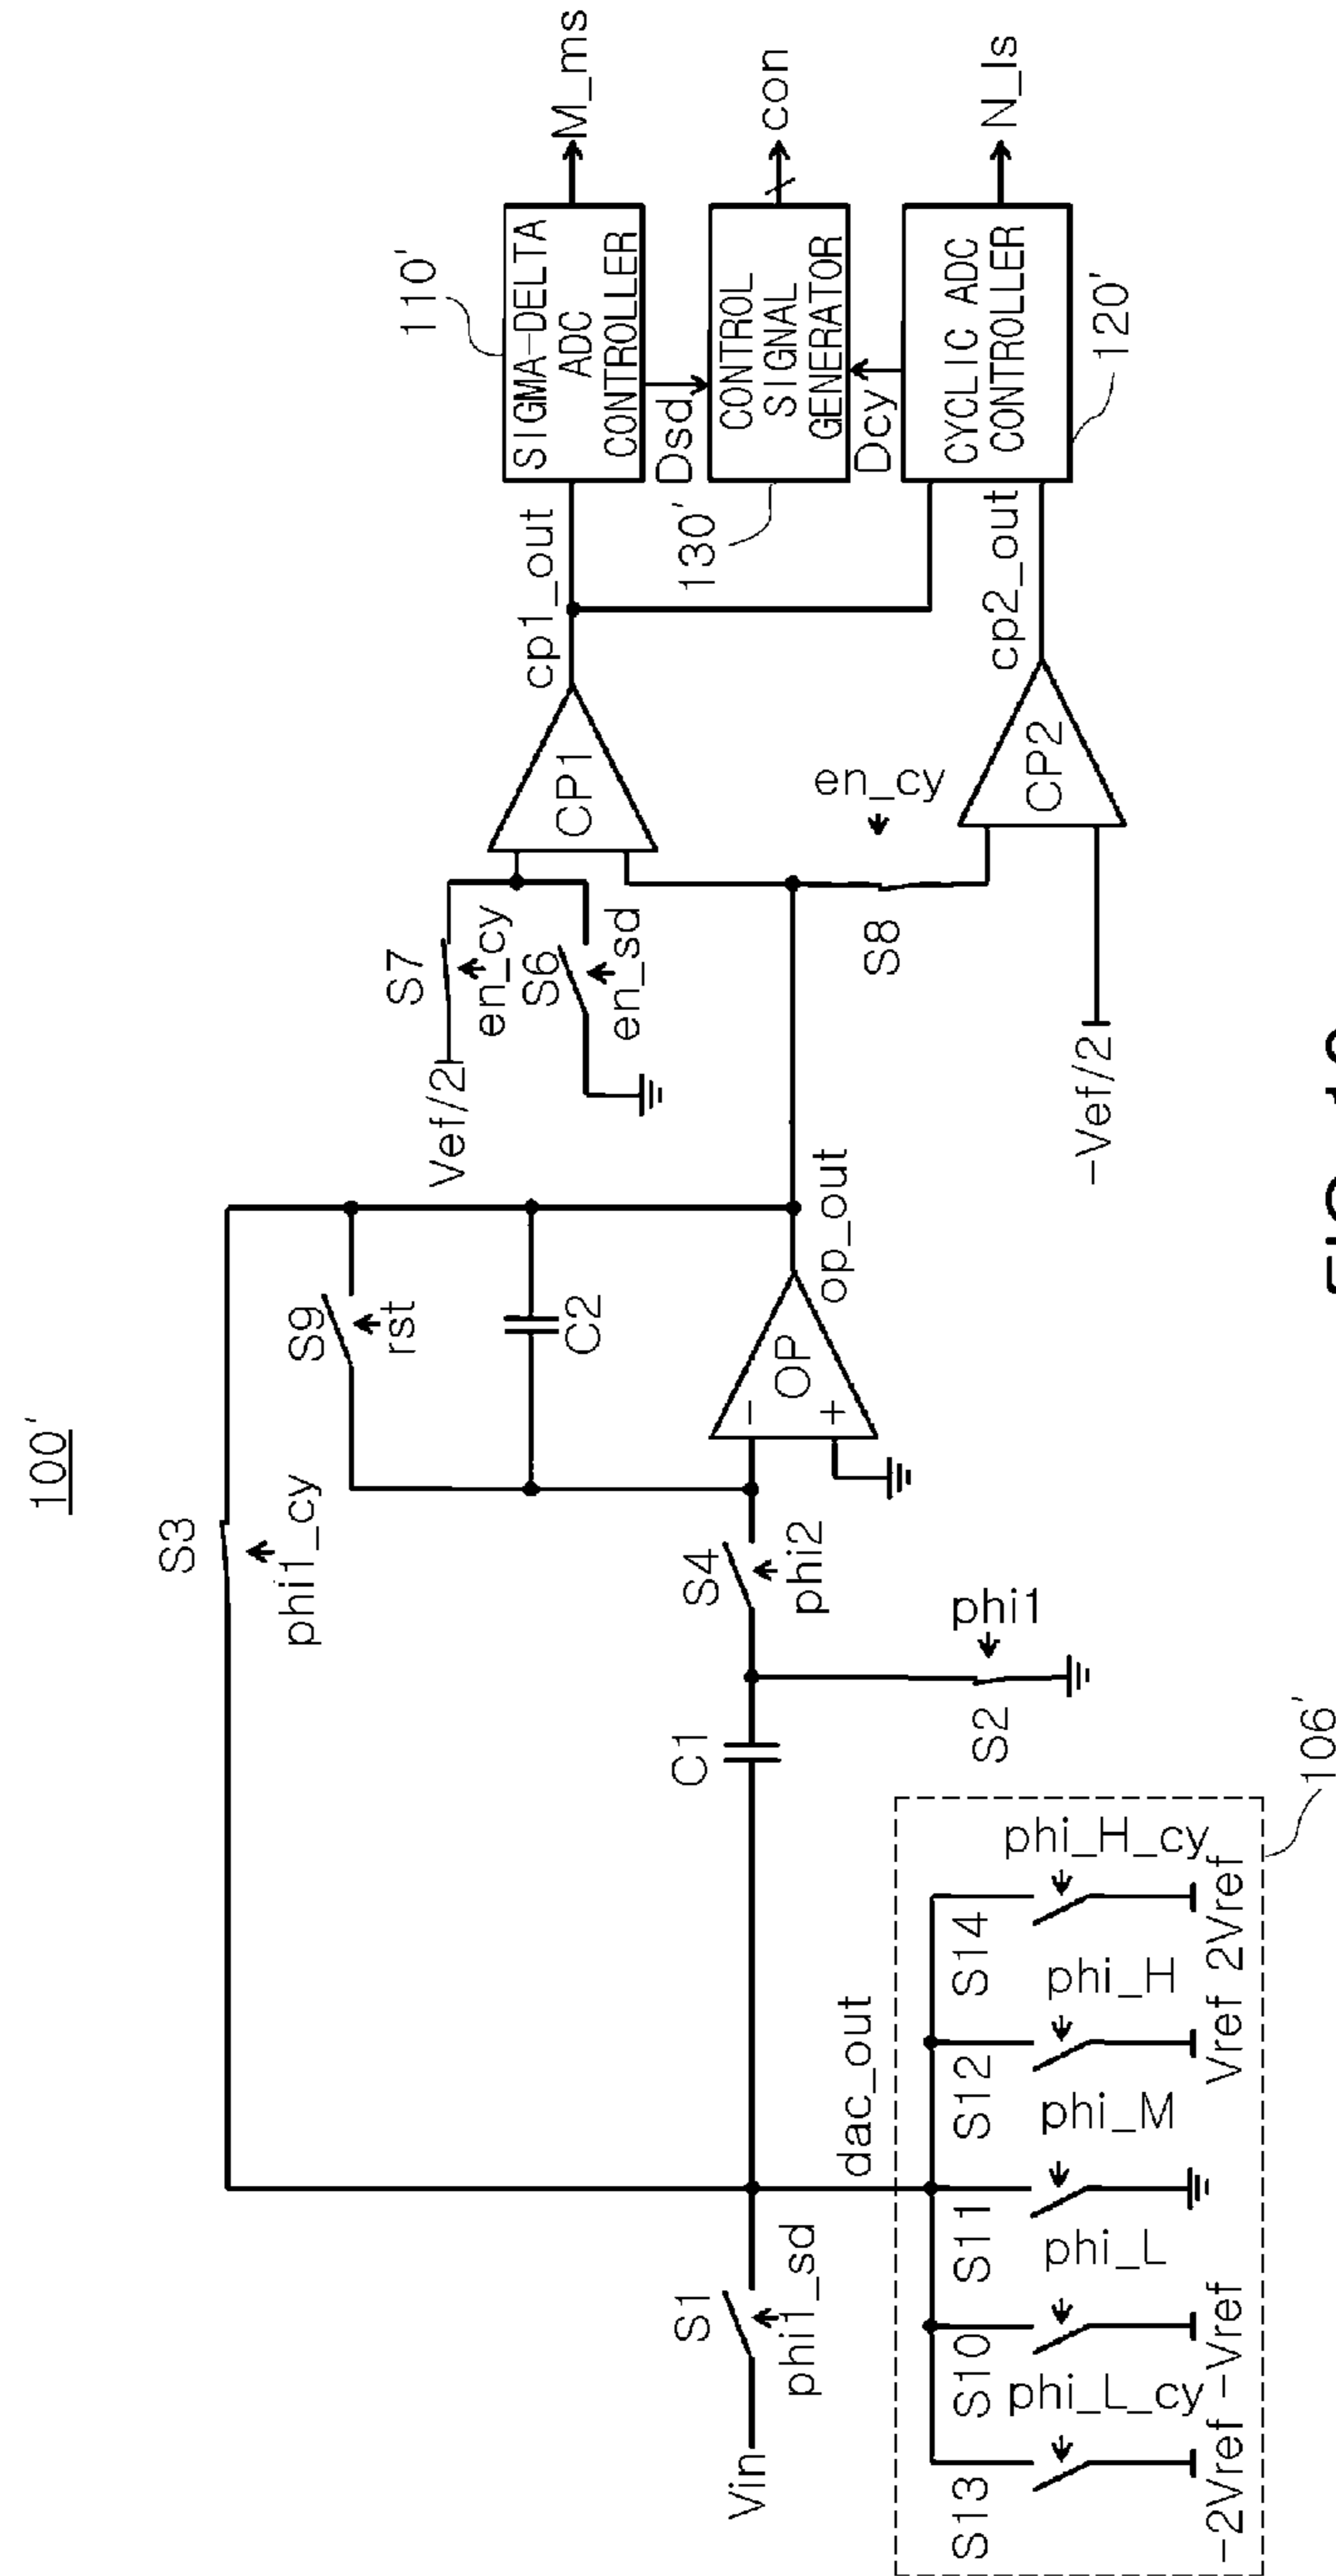 100'
S3
phi1_cy
S9
rst
C2
OP
-
+
op_out
S4
phi2
C1
S2
phi1
Vin
S1
phi1_sd
dac_out
S13
phi_L_cy
-2Vref
S10
phi_L
-Vref
S11
phi_M
S12
phi_H
Vref
S14
phi_H_cy
2Vref
106'
Vef/2
S7
en_cy
S6
en_sd
CP1
cp1_out
S8
en_cy
-Vef/2
CP2
cp2_out
110'
SIGMA-DELTA
ADC
CONTROLLER
M_ms
Dsd
130'
CONTROL
SIGNAL
GENERATOR
con
Dcy
CYCLIC ADC
CONTROLLER
120'
N_ls